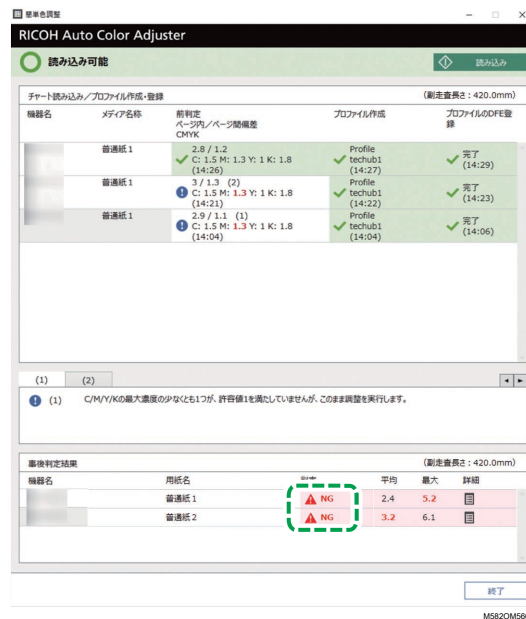 簡単色調整
RICOH Auto Color Adjuster
読み込み可能
読み込み
チャート読み込み/プロファイル作成・登録 (副走査長さ : 420.0mm)
機器名 メディア名称 前判定 プロファイル作成 プロファイルのDFE登
ページ内/ページ間偏差 録
CMYK
普通紙1 2.8 / 1.2 Profile 完了
C: 1.5 M: 1.3 Y: 1 K: 1.8 techub1 (14:29)
(14:26) (14:27)
普通紙1 3 / 1.3 (2) Profile 完了
C: 1.5 M: 1.3 Y: 1 K: 1.8 techub1 (14:23)
(14:21) (14:22)
普通紙1 2.9 / 1.1 (1) Profile 完了
C: 1.5 M: 1.3 Y: 1 K: 1.8 techub1 (14:06)
(14:04) (14:04)
(1) (2)
(1) C/M/Y/Kの最大濃度の少なくとも1つが、許容値1を満たしていませんが、このまま調整を実行します。
事後判定結果 (副走査長さ : 420.0mm)
機器名 用紙名 平均 最大 詳細
普通紙1 NG 2.4 5.2
普通紙2 NG 3.2 6.1
終了
M582OM560